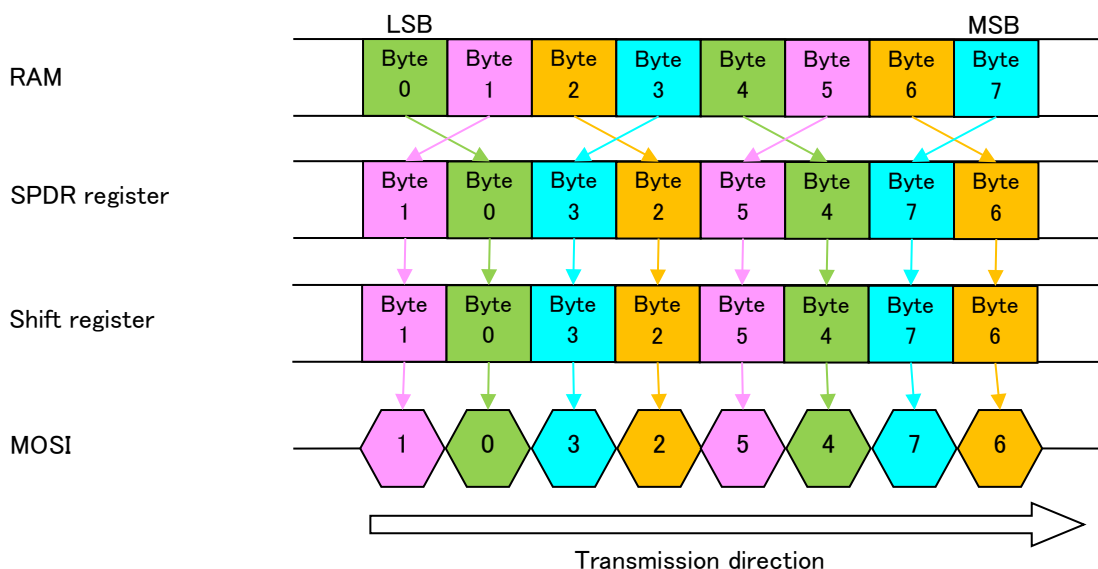 LSB MSB
RAM
Byte Byte Byte Byte Byte Byte Byte Byte
0 1 2 3 4 5 6 7
SPDR register
Byte Byte Byte Byte Byte Byte Byte Byte
1 0 3 2 5 4 7 6
Shift register
Byte Byte Byte Byte Byte Byte Byte Byte
1 0 3 2 5 4 7 6
MOSI
1 0 3 2 5 4 7 6
Transmission direction